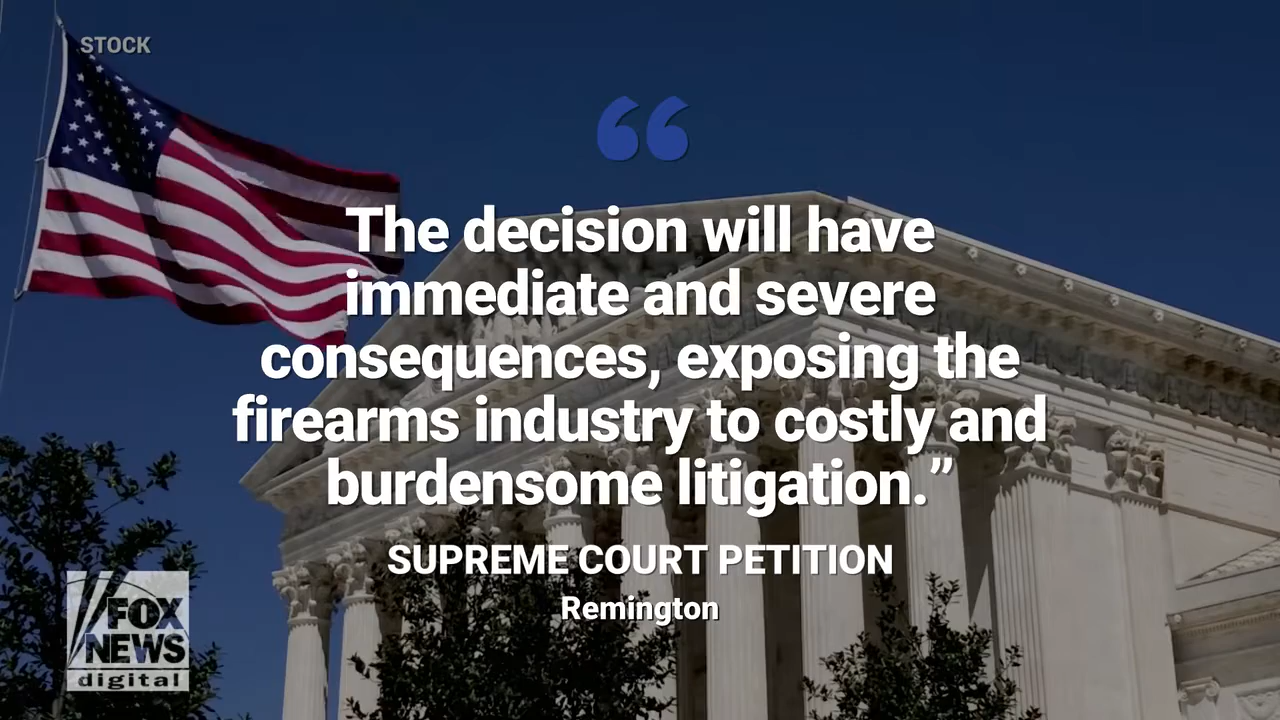 STOCK
“
The decision will have
immediate and severe
consequences, exposing the
firearms industry to costly and
burdensome litigation.”
SUPREME COURT PETITION
Remington
FOX
NEWS
digital